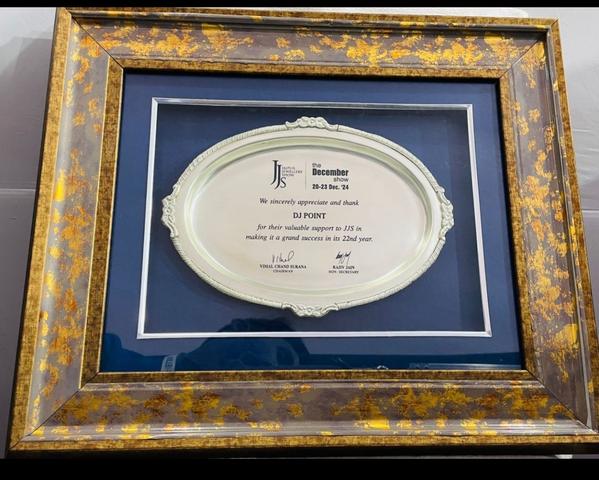 JJS
JAIPUR
JEWELLERY
SHOW
the
December
show
20-23 Dec. '24
We sincerely appreciate and thank
DJ POINT
for their valuable support to JJS in
making it a grand success in its 22nd year.
VIMAL CHAND SURANA
CHAIRMAN
RAJIV JAIN
HON. SECRETARY